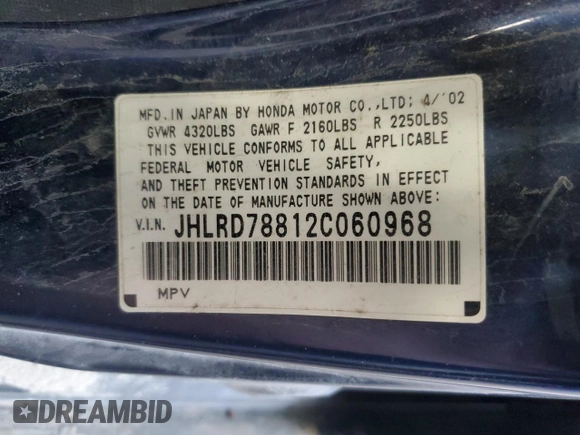 MFD.IN JAPAN BY HONDA MOTOR CO.,LTD; 4/'02
GVWR 4320LBS GAWR F 2160LBS R 2250LBS
THIS VEHICLE CONFORMS TO ALL APPLICABLE
FEDERAL MOTOR VEHICLE SAFETY,
AND THEFT PREVENTION STANDARDS IN EFFECT
ON THE DATE OF MANUFACTURE SHOWN ABOVE:
V.I.N. JHLRD78812C060968
MPV
DREAMBID